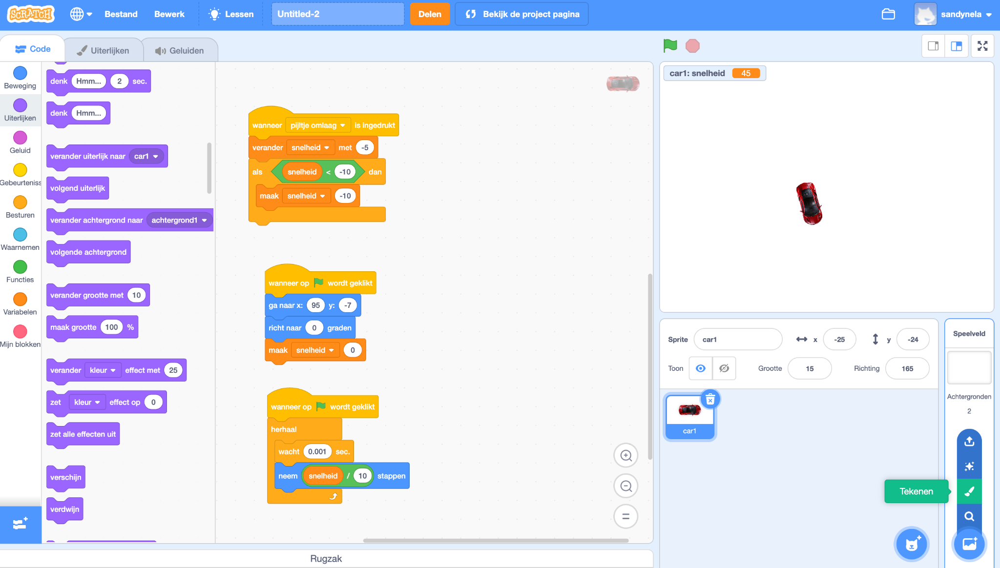 SCRATCH
Bestand
Bewerk
Lessen
Untitled-2
Delen
Bekijk de project pagina
sandynela
Code
Uiterlijken
Geluiden
Beweging
Uiterlijken
Geluid
Gebeurteniss
Besturen
Waarnemen
Functies
Variabelen
Mijn blokken
denk Hmm... 2 sec.
denk Hmm...
verander uiterlijk naar car1
volgend uiterlijk
verander achtergrond naar achtergrond1
volgende achtergrond
verander grootte met 10
maak grootte 100 %
verander kleur effect met 25
zet kleur effect op 0
zet alle effecten uit
verschijn
verdwijn
wanneer pijltje omlaag is ingedrukt
verander snelheid met -5
als snelheid < -10 dan
maak snelheid -10
wanneer op wordt geklikt
ga naar x: 95 y: -7
richt naar 0 graden
maak snelheid 0
wanneer op wordt geklikt
herhaal
wacht 0.001 sec.
neem snelheid / 10 stappen
Rugzak
car1: snelheid 45
Sprite car1 x -25 y -24
Toon Grootte 15 Richting 165
car1
Speelveld
Achtergronden
2
Tekenen